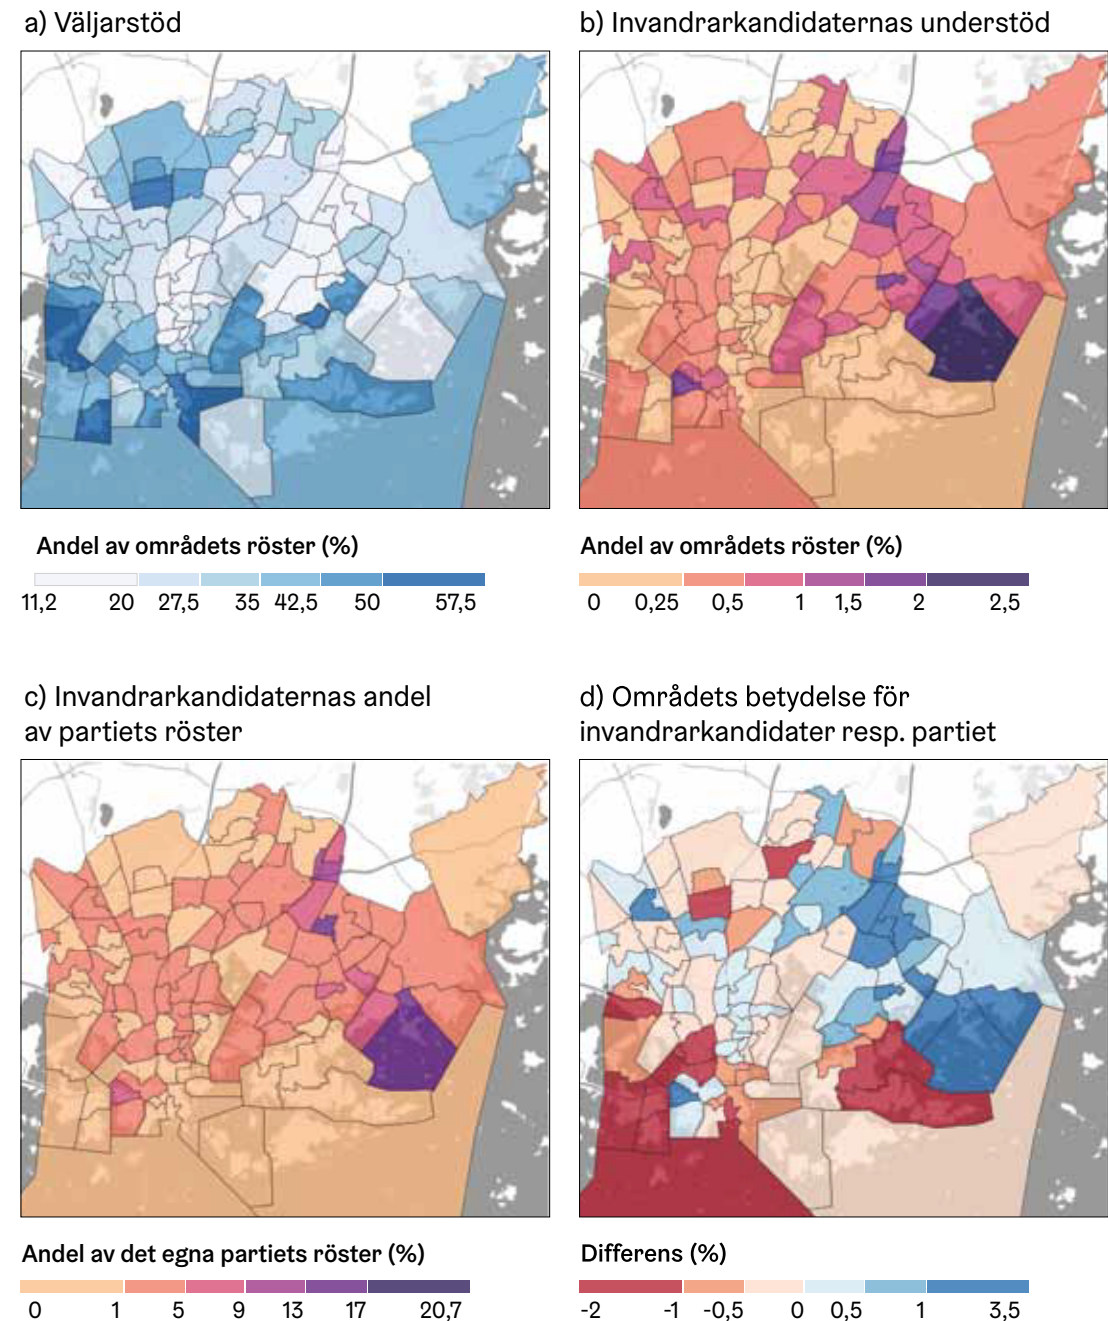 a) Väljarstöd
b) Invandrarkandidaternas understöd
Andel av områdets röster (%)
11,2 20 27,5 35 42,5 50 57,5
Andel av områdets röster (%)
0 0,25 0,5 1 1,5 2 2,5
c) Invandrarkandidaternas andel
av partiets röster
d) Områdets betydelse för
invandrarkandidater resp. partiet
Andel av det egna partiets röster (%)
0 1 5 9 13 17 20,7
Differens (%)
-2 -1 -0,5 0 0,5 1 3,5